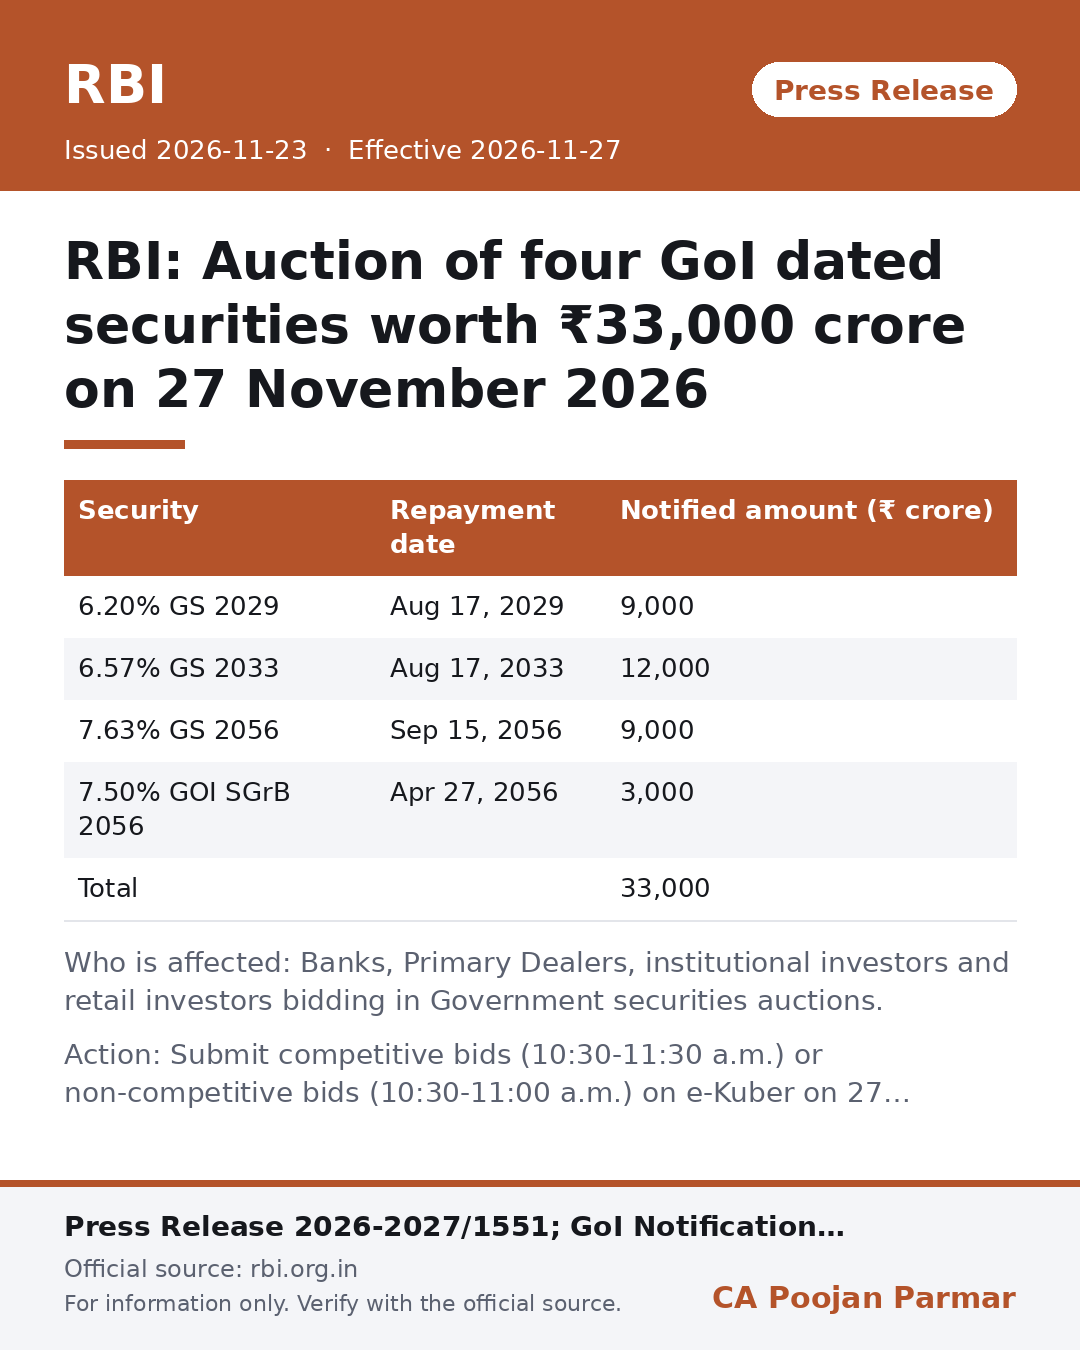 RBI
Press Release
Issued 2026-11-23 · Effective 2026-11-27
RBI: Auction of four GoI dated
securities worth ₹33,000 crore
on 27 November 2026
Security Repayment date Notified amount (₹ crore)
6.20% GS 2029 Aug 17, 2029 9,000
6.57% GS 2033 Aug 17, 2033 12,000
7.63% GS 2056 Sep 15, 2056 9,000
7.50% GOI SGrB 2056 Apr 27, 2056 3,000
Total 33,000
Who is affected: Banks, Primary Dealers, institutional investors and
retail investors bidding in Government securities auctions.
Action: Submit competitive bids (10:30-11:30 a.m.) or
non-competitive bids (10:30-11:00 a.m.) on e-Kuber on 27…
Press Release 2026-2027/1551; GoI Notification…
Official source: rbi.org.in
For information only. Verify with the official source.
CA Poojan Parmar